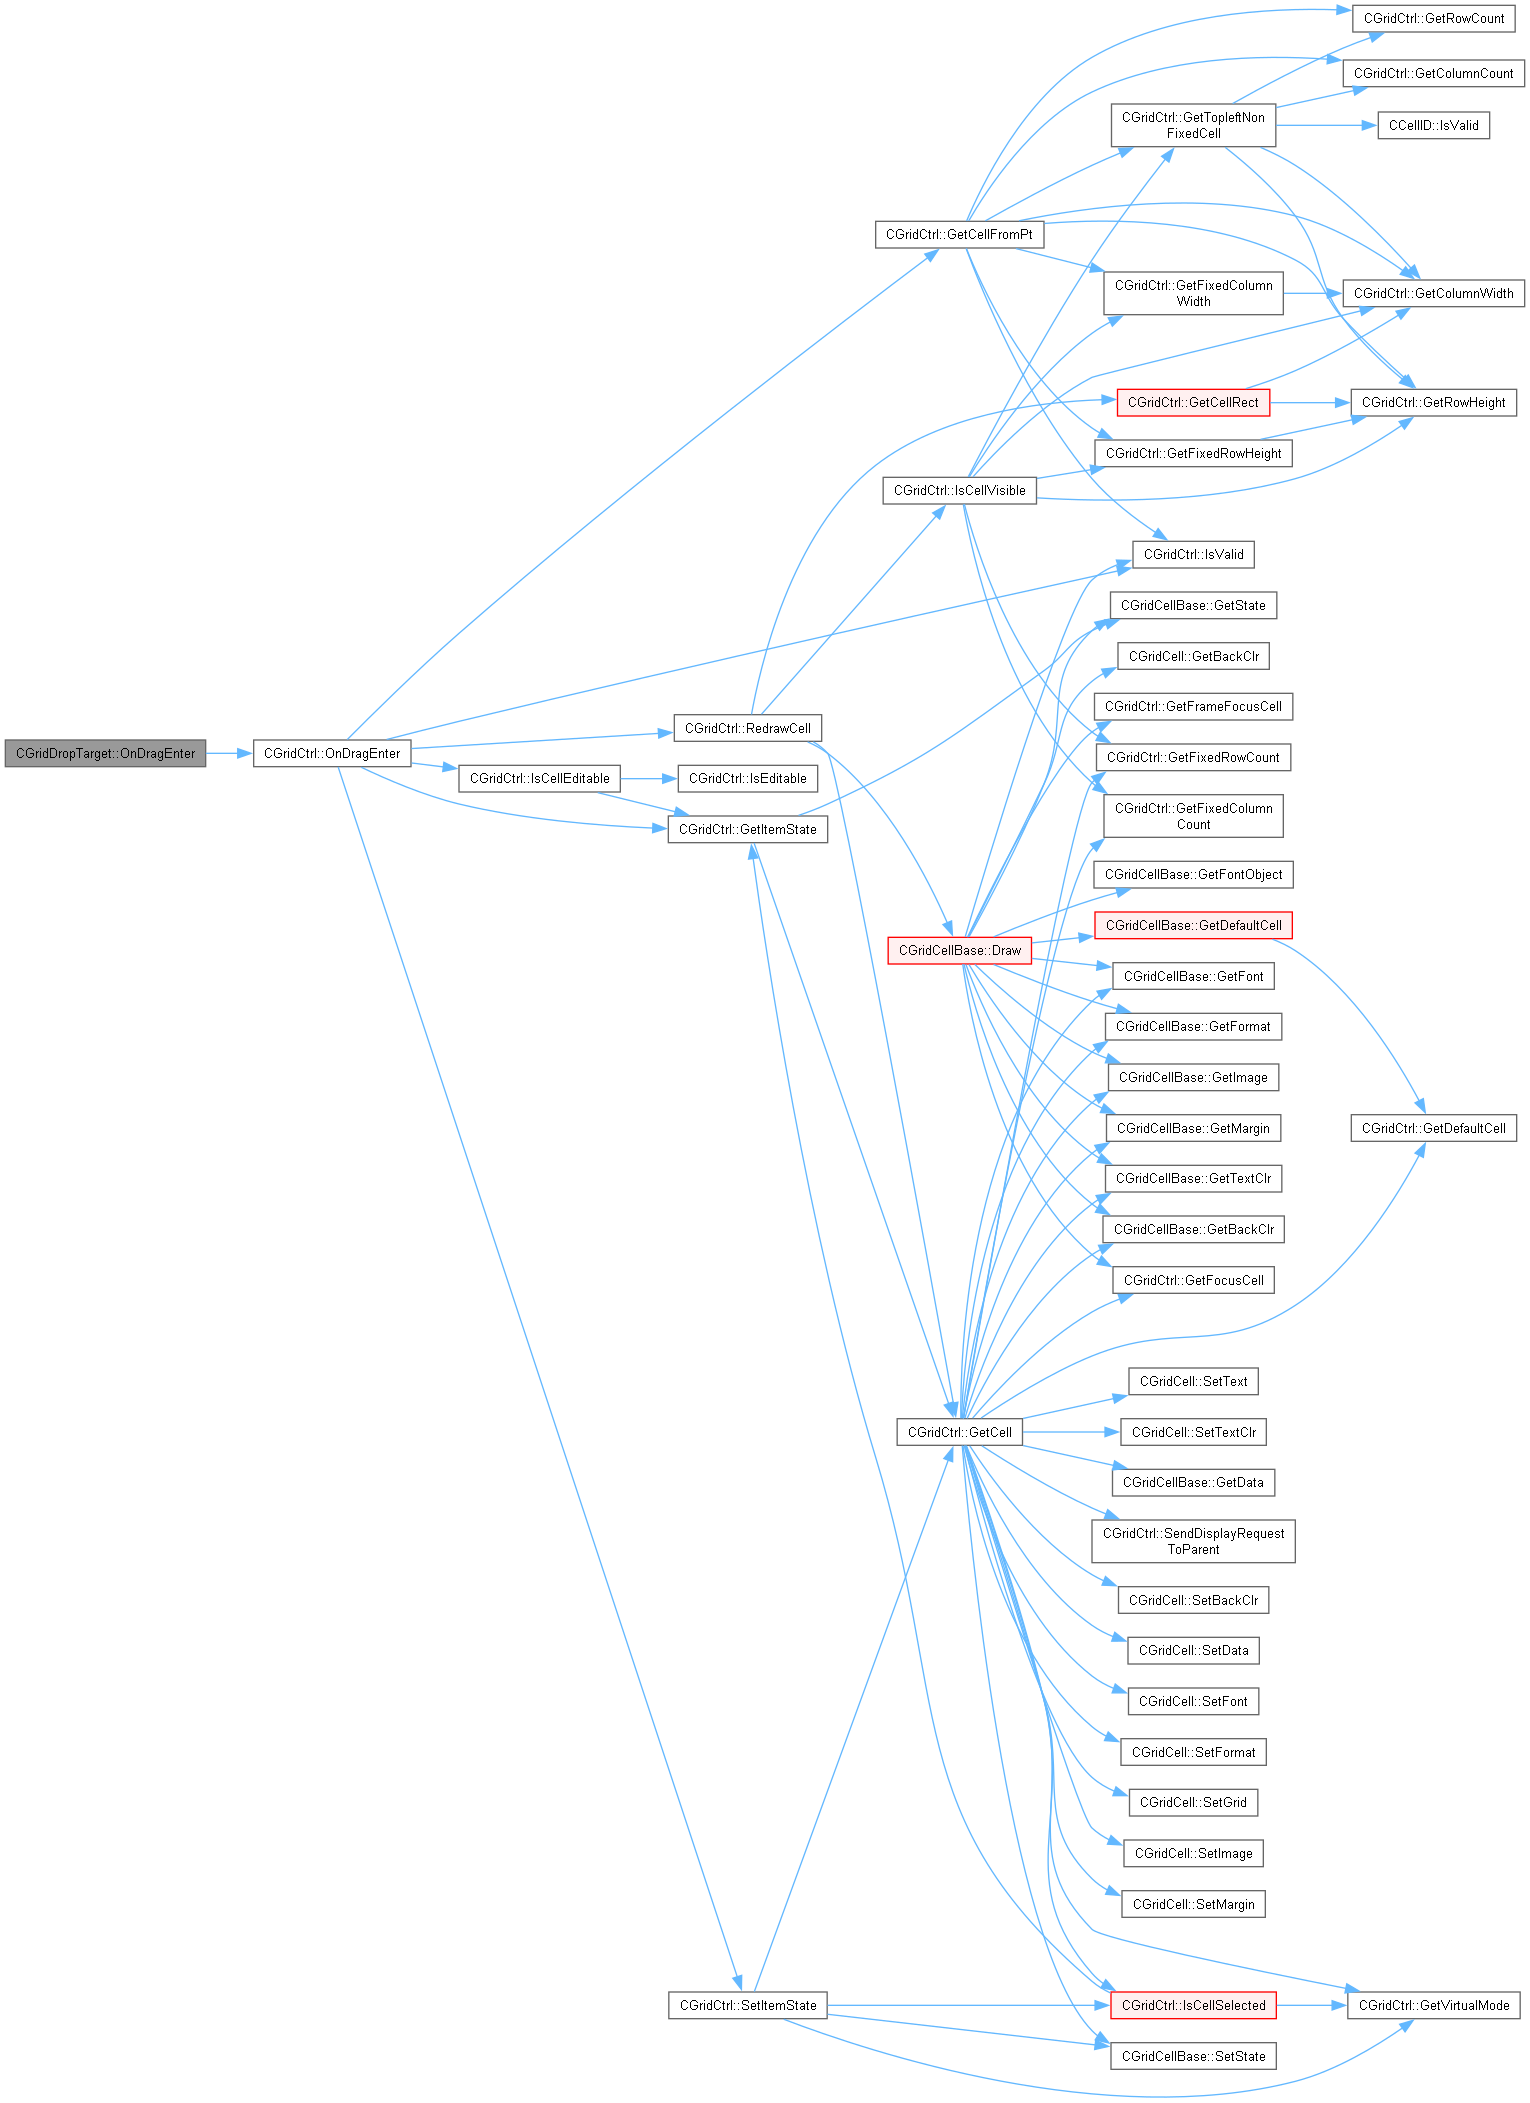 CGridCtrl::GetRowCount
CGridCtrl::GetColumnCount
CGridCtrl::GetTopleftNon
FixedCell
CCellID::IsValid
CGridCtrl::GetCellFromPt
CGridCtrl::GetFixedColumn
Width
CGridCtrl::GetColumnWidth
CGridCtrl::GetCellRect
CGridCtrl::GetRowHeight
CGridCtrl::GetFixedRowHeight
CGridCtrl::IsCellVisible
CGridCtrl::IsValid
CGridCellBase::GetState
CGridCell::GetBackClr
CGridCtrl::GetFrameFocusCell
CGridCtrl::RedrawCell
CGridDropTarget::OnDragEnter
CGridCtrl::OnDragEnter
CGridCtrl::GetFixedRowCount
CGridCtrl::IsCellEditable
CGridCtrl::IsEditable
CGridCtrl::GetFixedColumn
Count
CGridCtrl::GetItemState
CGridCellBase::GetFontObject
CGridCellBase::GetDefaultCell
CGridCellBase::Draw
CGridCellBase::GetFont
CGridCellBase::GetFormat
CGridCellBase::GetImage
CGridCellBase::GetMargin
CGridCtrl::GetDefaultCell
CGridCellBase::GetTextClr
CGridCellBase::GetBackClr
CGridCtrl::GetFocusCell
CGridCell::SetText
CGridCtrl::GetCell
CGridCell::SetTextClr
CGridCellBase::GetData
CGridCtrl::SendDisplayRequest
ToParent
CGridCell::SetBackClr
CGridCell::SetData
CGridCell::SetFont
CGridCell::SetFormat
CGridCell::SetGrid
CGridCell::SetImage
CGridCell::SetMargin
CGridCtrl::SetItemState
CGridCtrl::IsCellSelected
CGridCtrl::GetVirtualMode
CGridCellBase::SetState